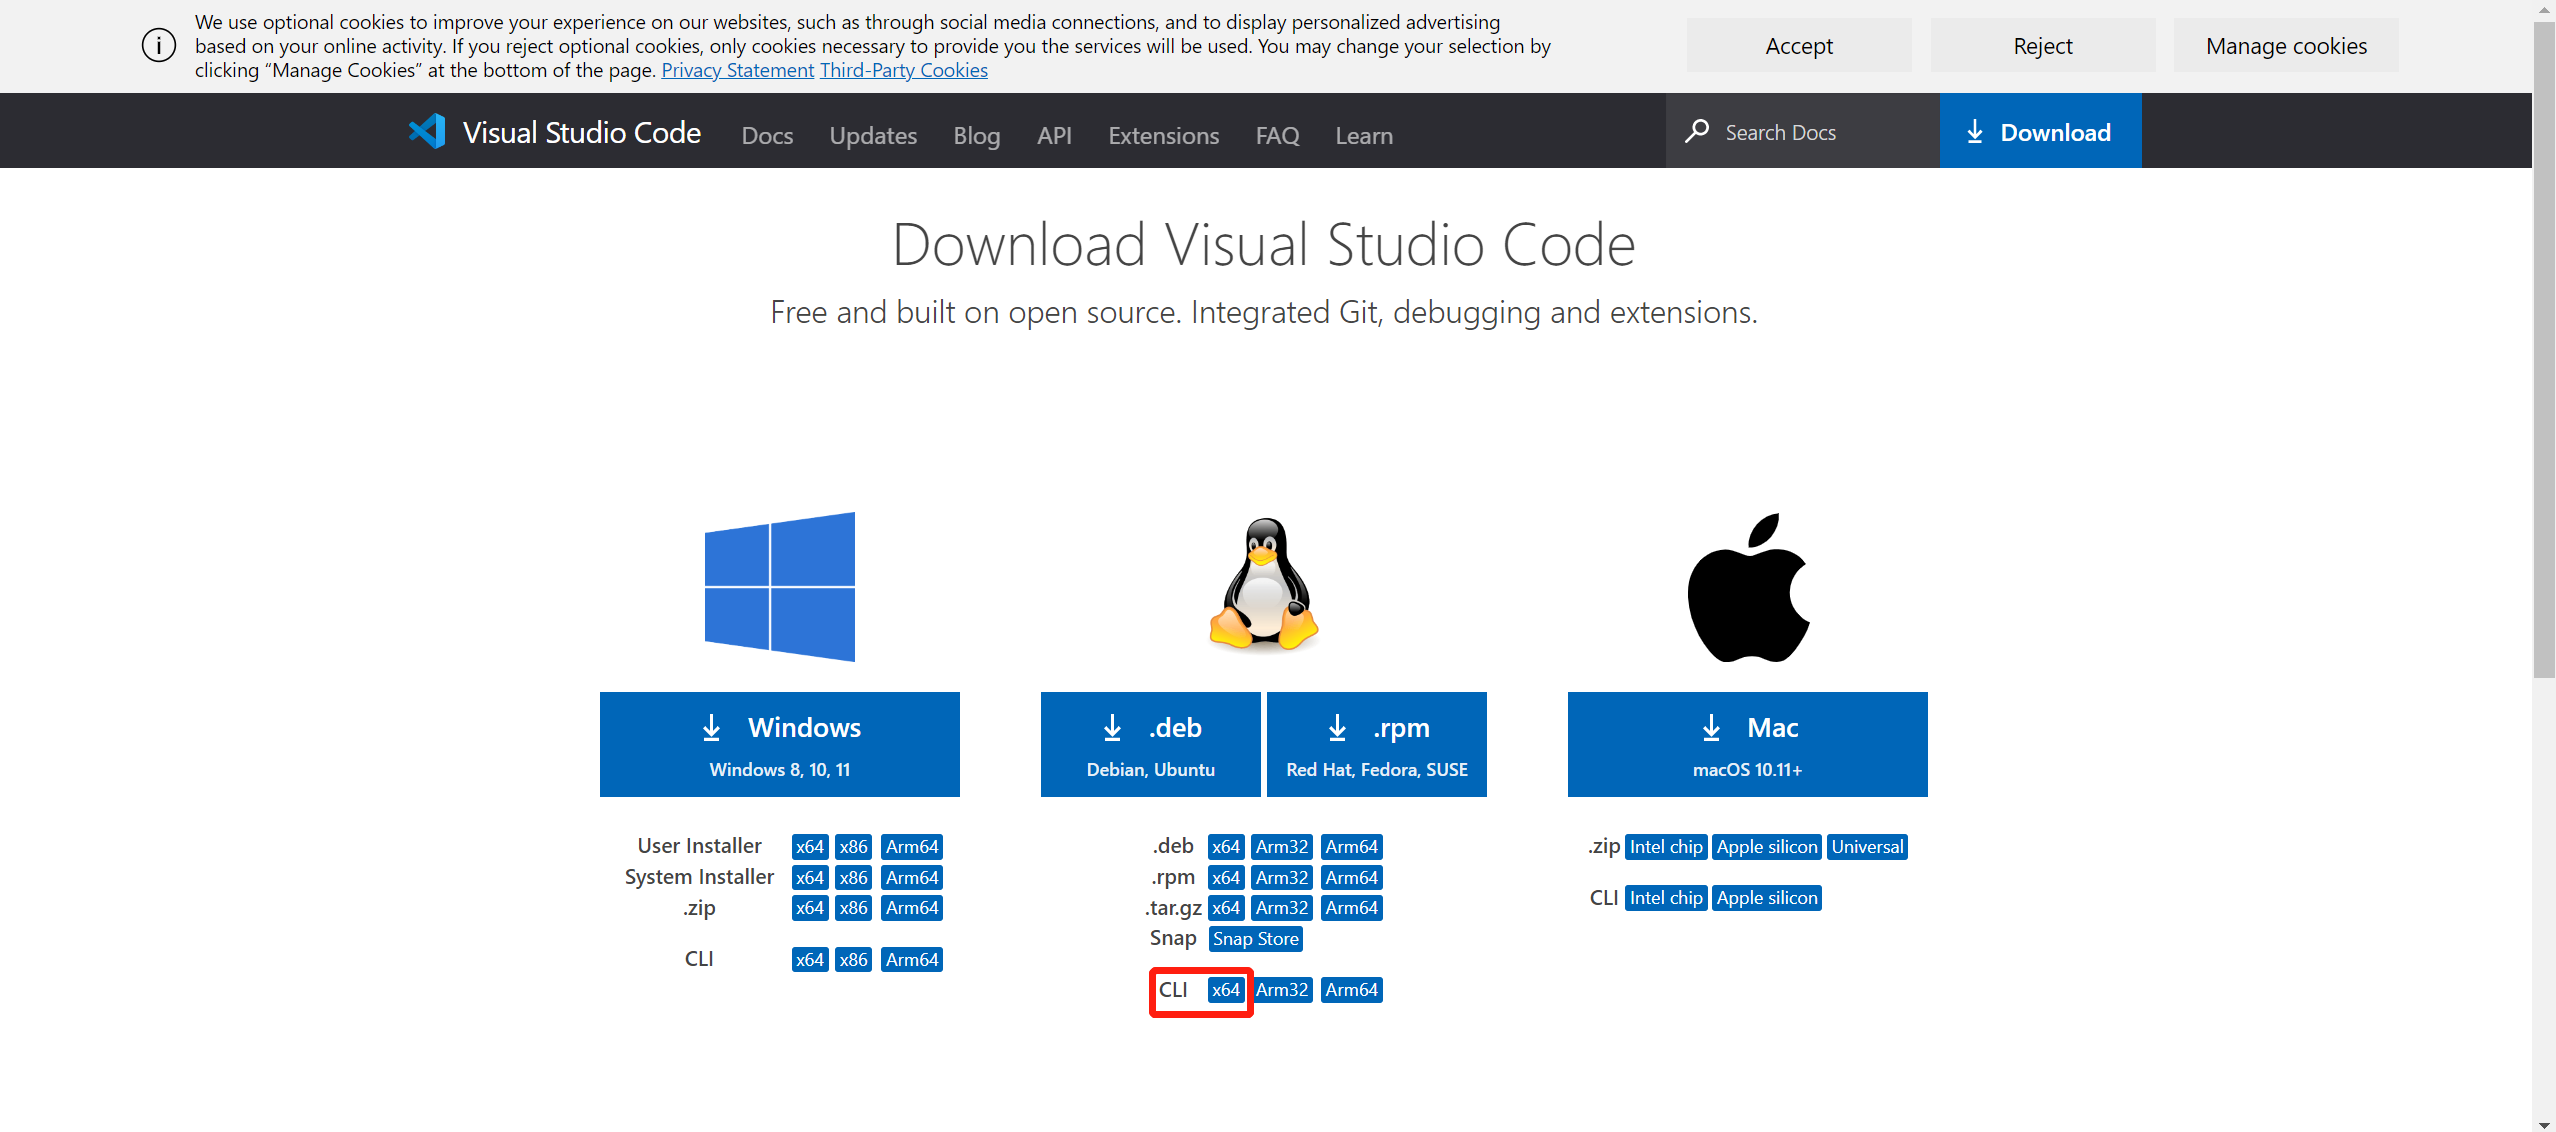 We use optional cookies to improve your experience on our websites, such as through social media connections, and to display personalized advertising
based on your online activity. If you reject optional cookies, only cookies necessary to provide you the services will be used. You may change your selection by
clicking “Manage Cookies” at the bottom of the page. Privacy Statement Third-Party Cookies
Accept Reject Manage cookies
Visual Studio Code Docs Updates Blog API Extensions FAQ Learn Search Docs Download
Download Visual Studio Code
Free and built on open source. Integrated Git, debugging and extensions.
Windows
Windows 8, 10, 11
User Installer x64 x86 Arm64
System Installer x64 x86 Arm64
.zip x64 x86 Arm64
CLI x64 x86 Arm64
.deb
Debian, Ubuntu
.rpm
Red Hat, Fedora, SUSE
.deb x64 Arm32 Arm64
.rpm x64 Arm32 Arm64
.tar.gz x64 Arm32 Arm64
Snap Snap Store
CLI x64 Arm32 Arm64
Mac
macOS 10.11+
.zip Intel chip Apple silicon Universal
CLI Intel chip Apple silicon